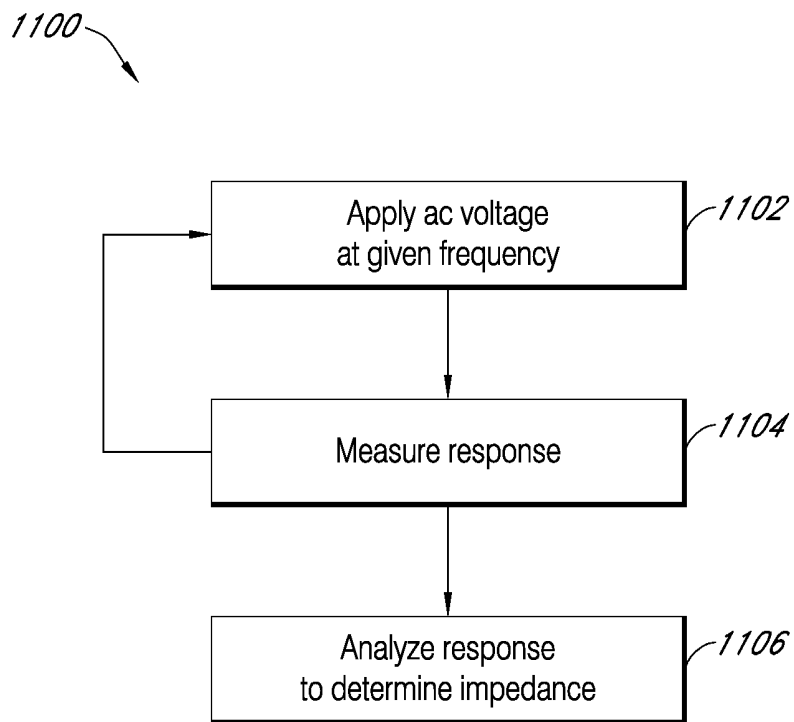 1100
Apply ac voltage
at given frequency
1102
Measure response
1104
Analyze response
to determine impedance
1106